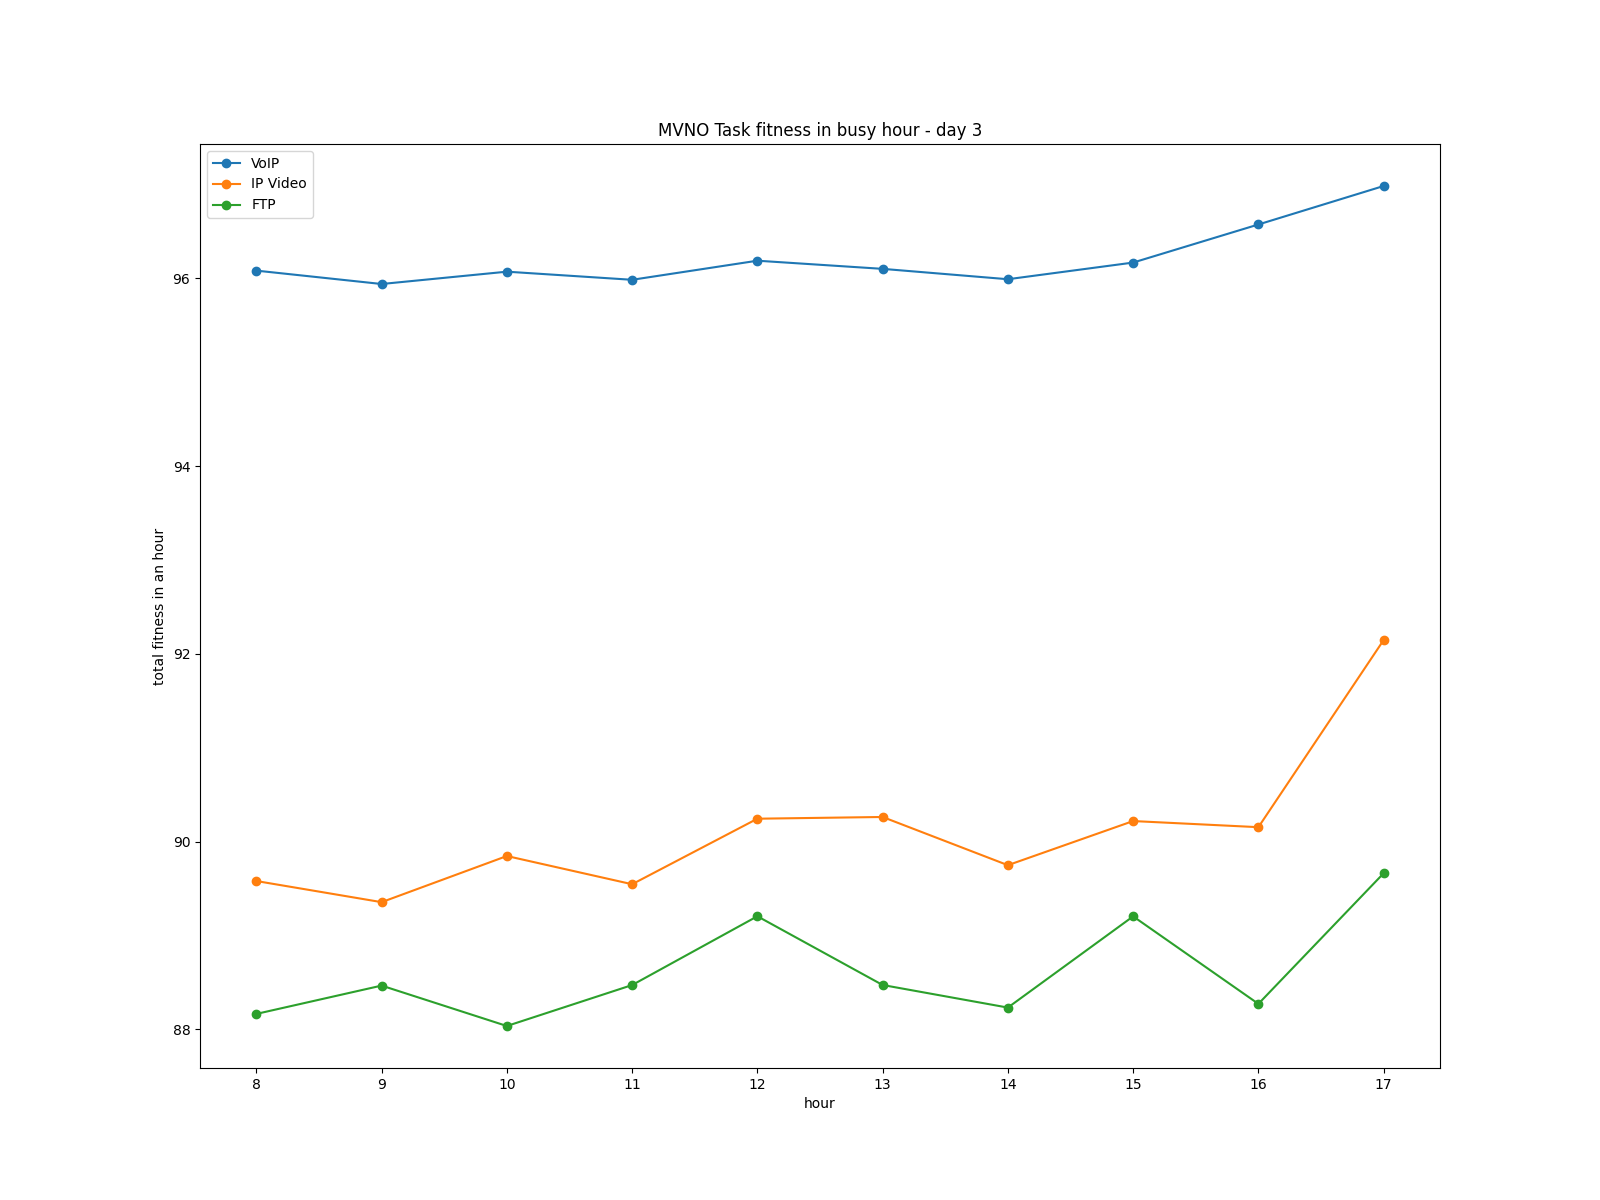 MVNO Task fitness in busy hour - day 3
VoIP
IP Video
FTP
96
94
92
90
88
total fitness in an hour
8 9 10 11 12 13 14 15 16 17
hour